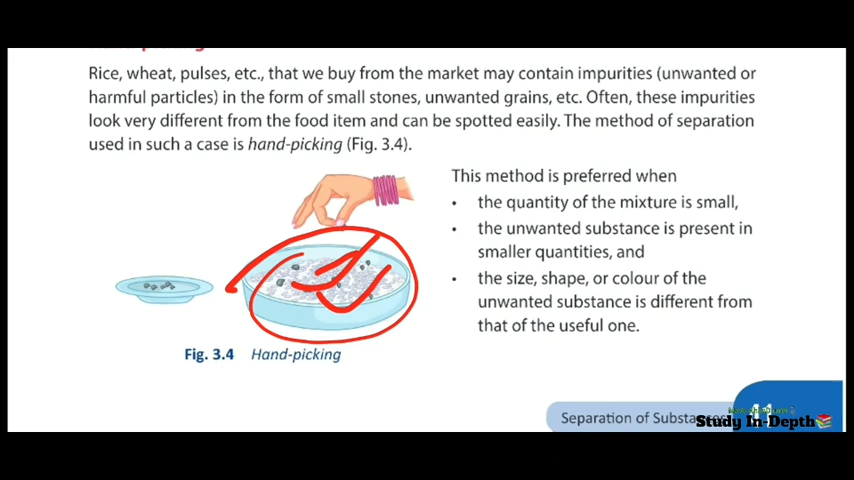 Rice, wheat, pulses, etc., that we buy from the market may contain impurities (unwanted or
harmful particles) in the form of small stones, unwanted grains, etc. Often, these impurities
look very different from the food item and can be spotted easily. The method of separation
used in such a case is hand-picking (Fig. 3.4).
This method is preferred when
• the quantity of the mixture is small,
• the unwanted substance is present in
smaller quantities, and
• the size, shape, or colour of the
unwanted substance is different from
that of the useful one.
Fig. 3.4 Hand-picking
Separation of Substances
41
Study In-Depth